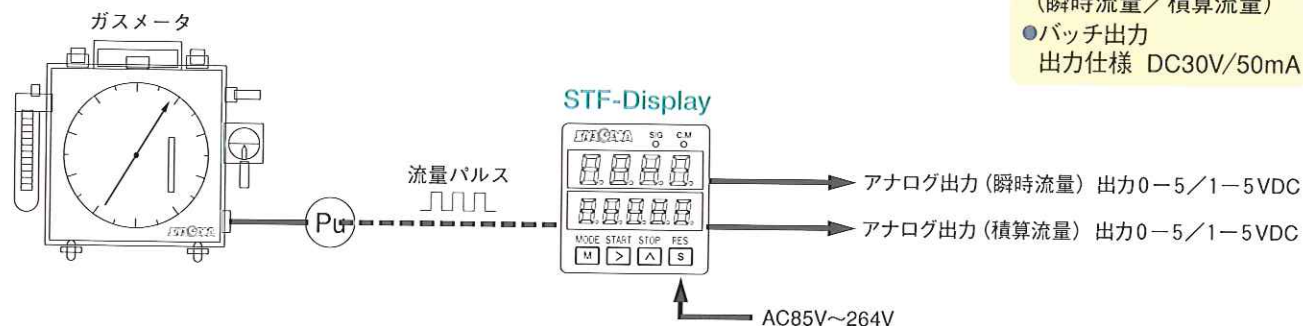 (瞬時流量／積算流量)
●バッチ出力
出力仕様 DC30V/50mA
ガスメータ
STF-Display
SIG C.M
流量パルス
Pu
アナログ出力(瞬時流量) 出力0－5／1－5VDC
アナログ出力(積算流量) 出力0－5／1－5VDC
MODE START STOP RES
M > ∧ S
AC85V～264V